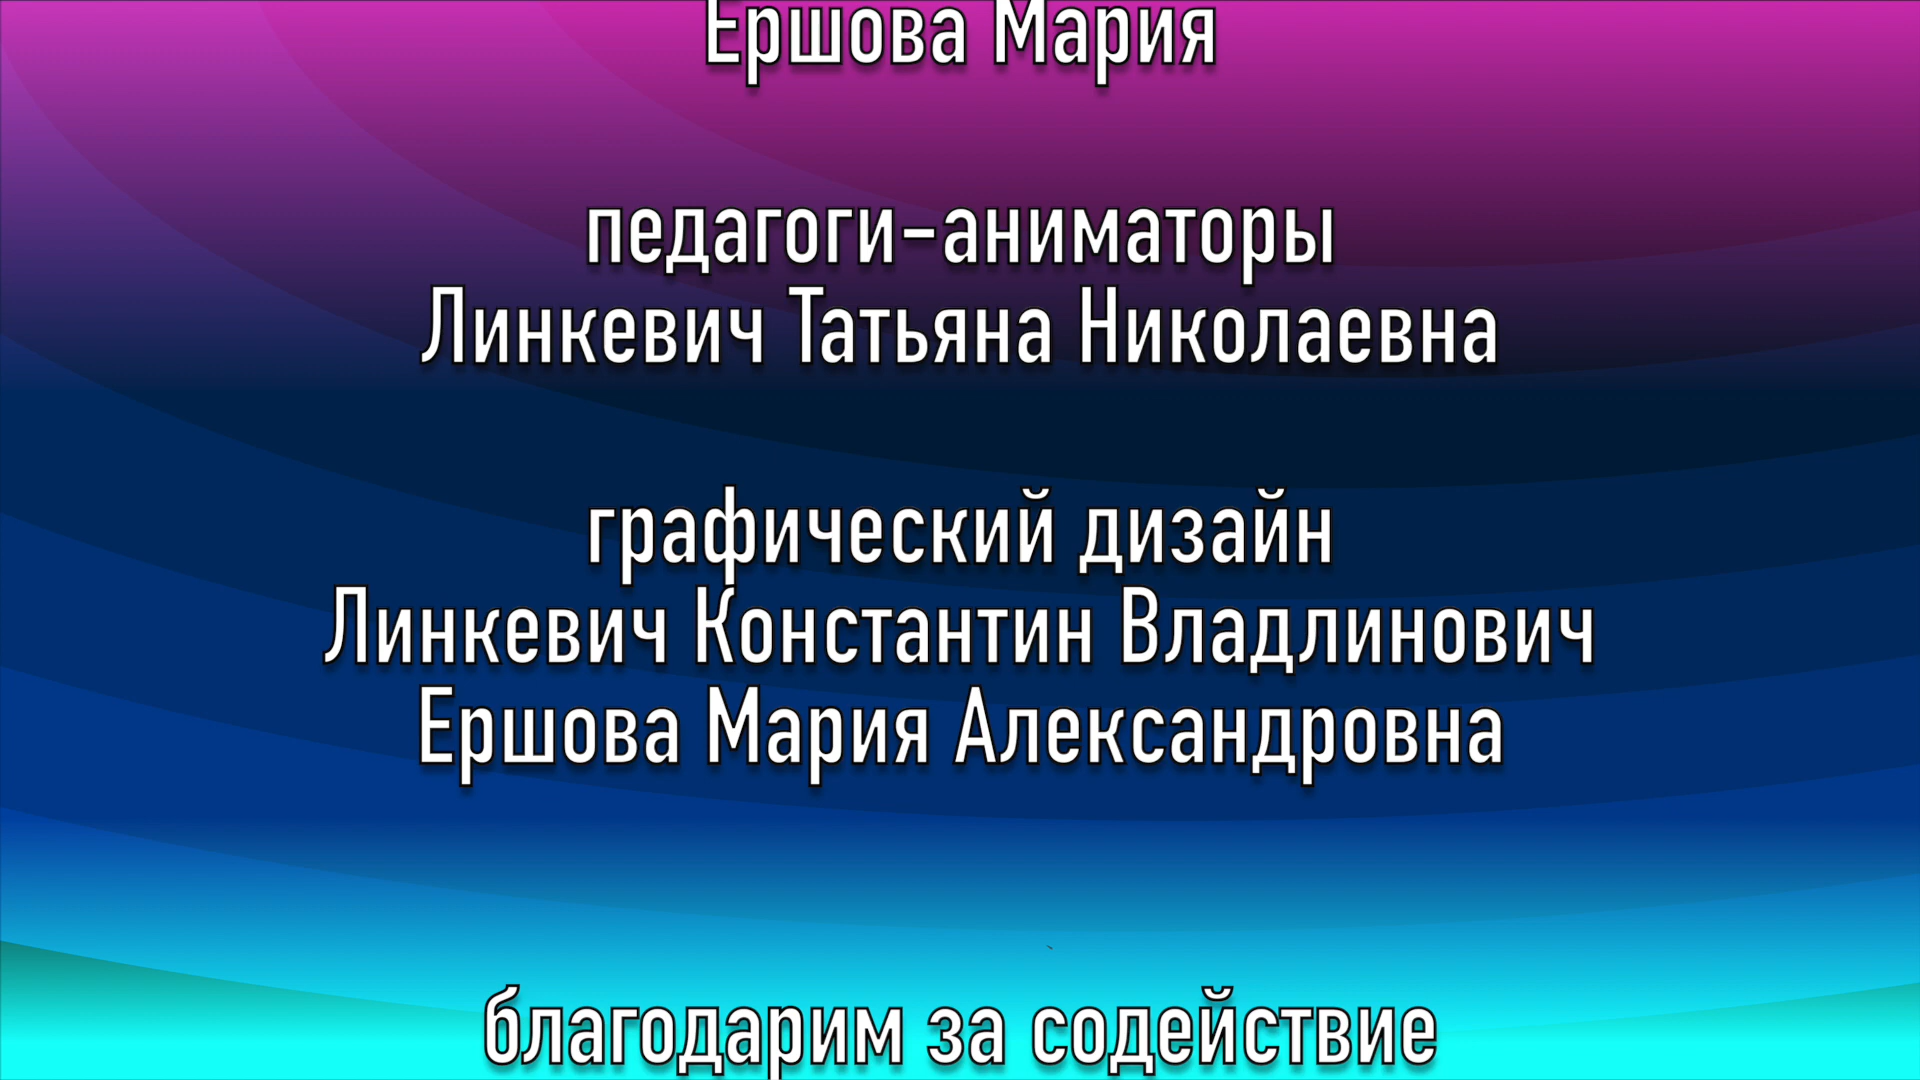 Ершова Мария
педагоги-аниматоры
Линкевич Татьяна Николаевна
графический дизайн
Линкевич Константин Владлинович
Ершова Мария Александровна
благодарим за содействие